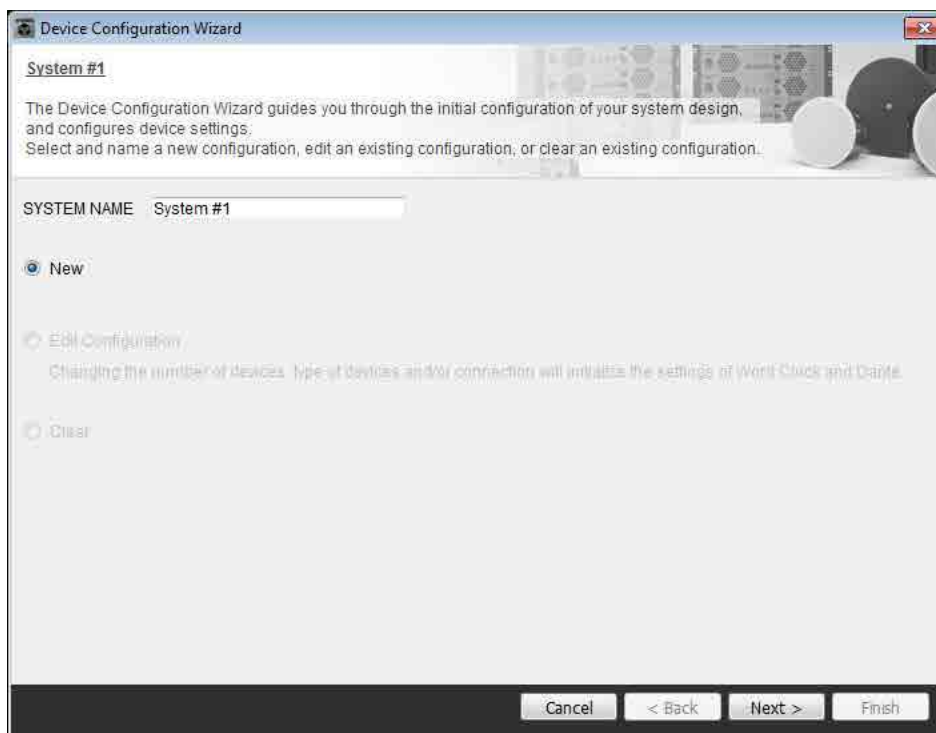 Device Configuration Wizard
System #1
The Device Configuration Wizard guides you through the initial configuration of your system design,
and configures device settings.
Select and name a new configuration, edit an existing configuration, or clear an existing configuration.
SYSTEM NAME System #1
New
Edit Configuration
Changing the number of devices, type of devices and/or connection will initialize the settings of Word Clock and Dante.
Clear
Cancel < Back Next > Finish